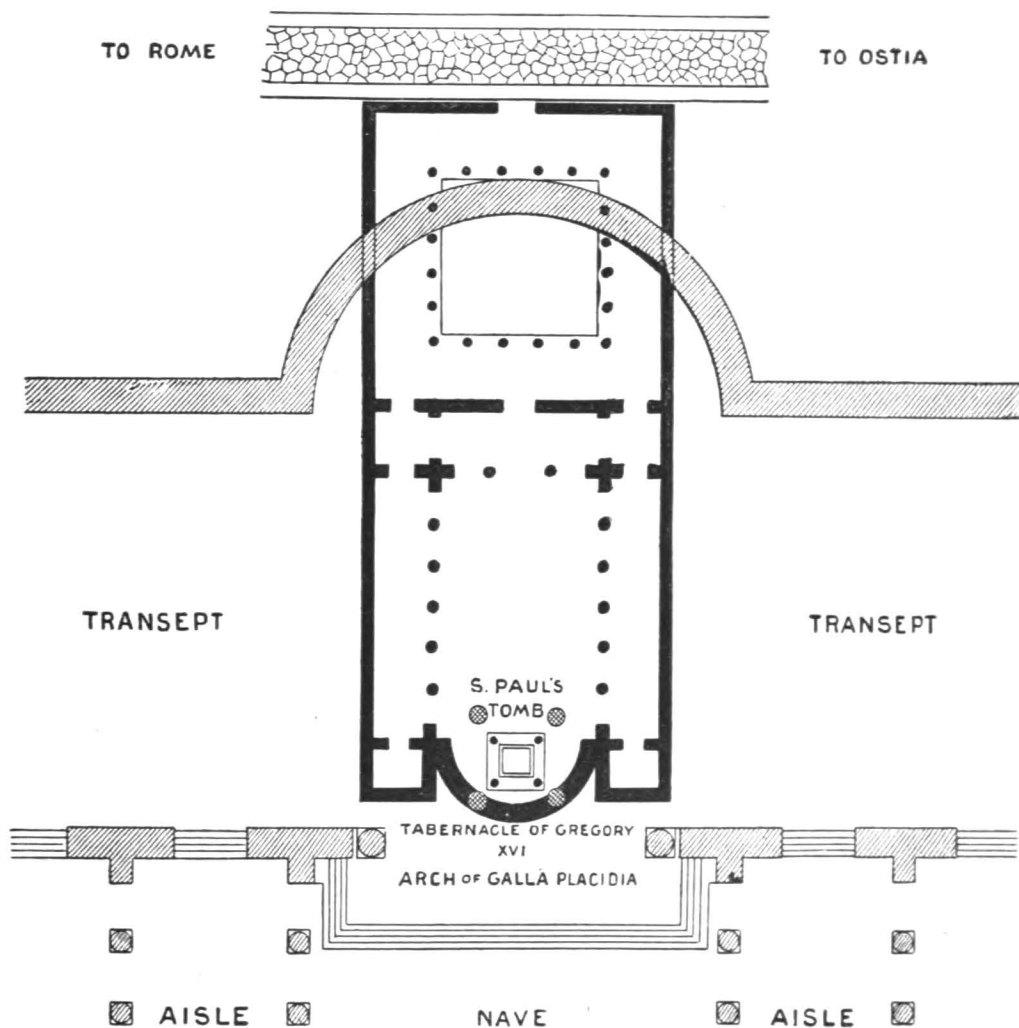 TO ROME
TO OSTIA
TRANSEPT
TRANSEPT
S. PAUL'S
TOMB
TABERNACLE OF GREGORY
XVI
ARCH OF GALLA PLACIDIA
AISLE
NAVE
AISLE